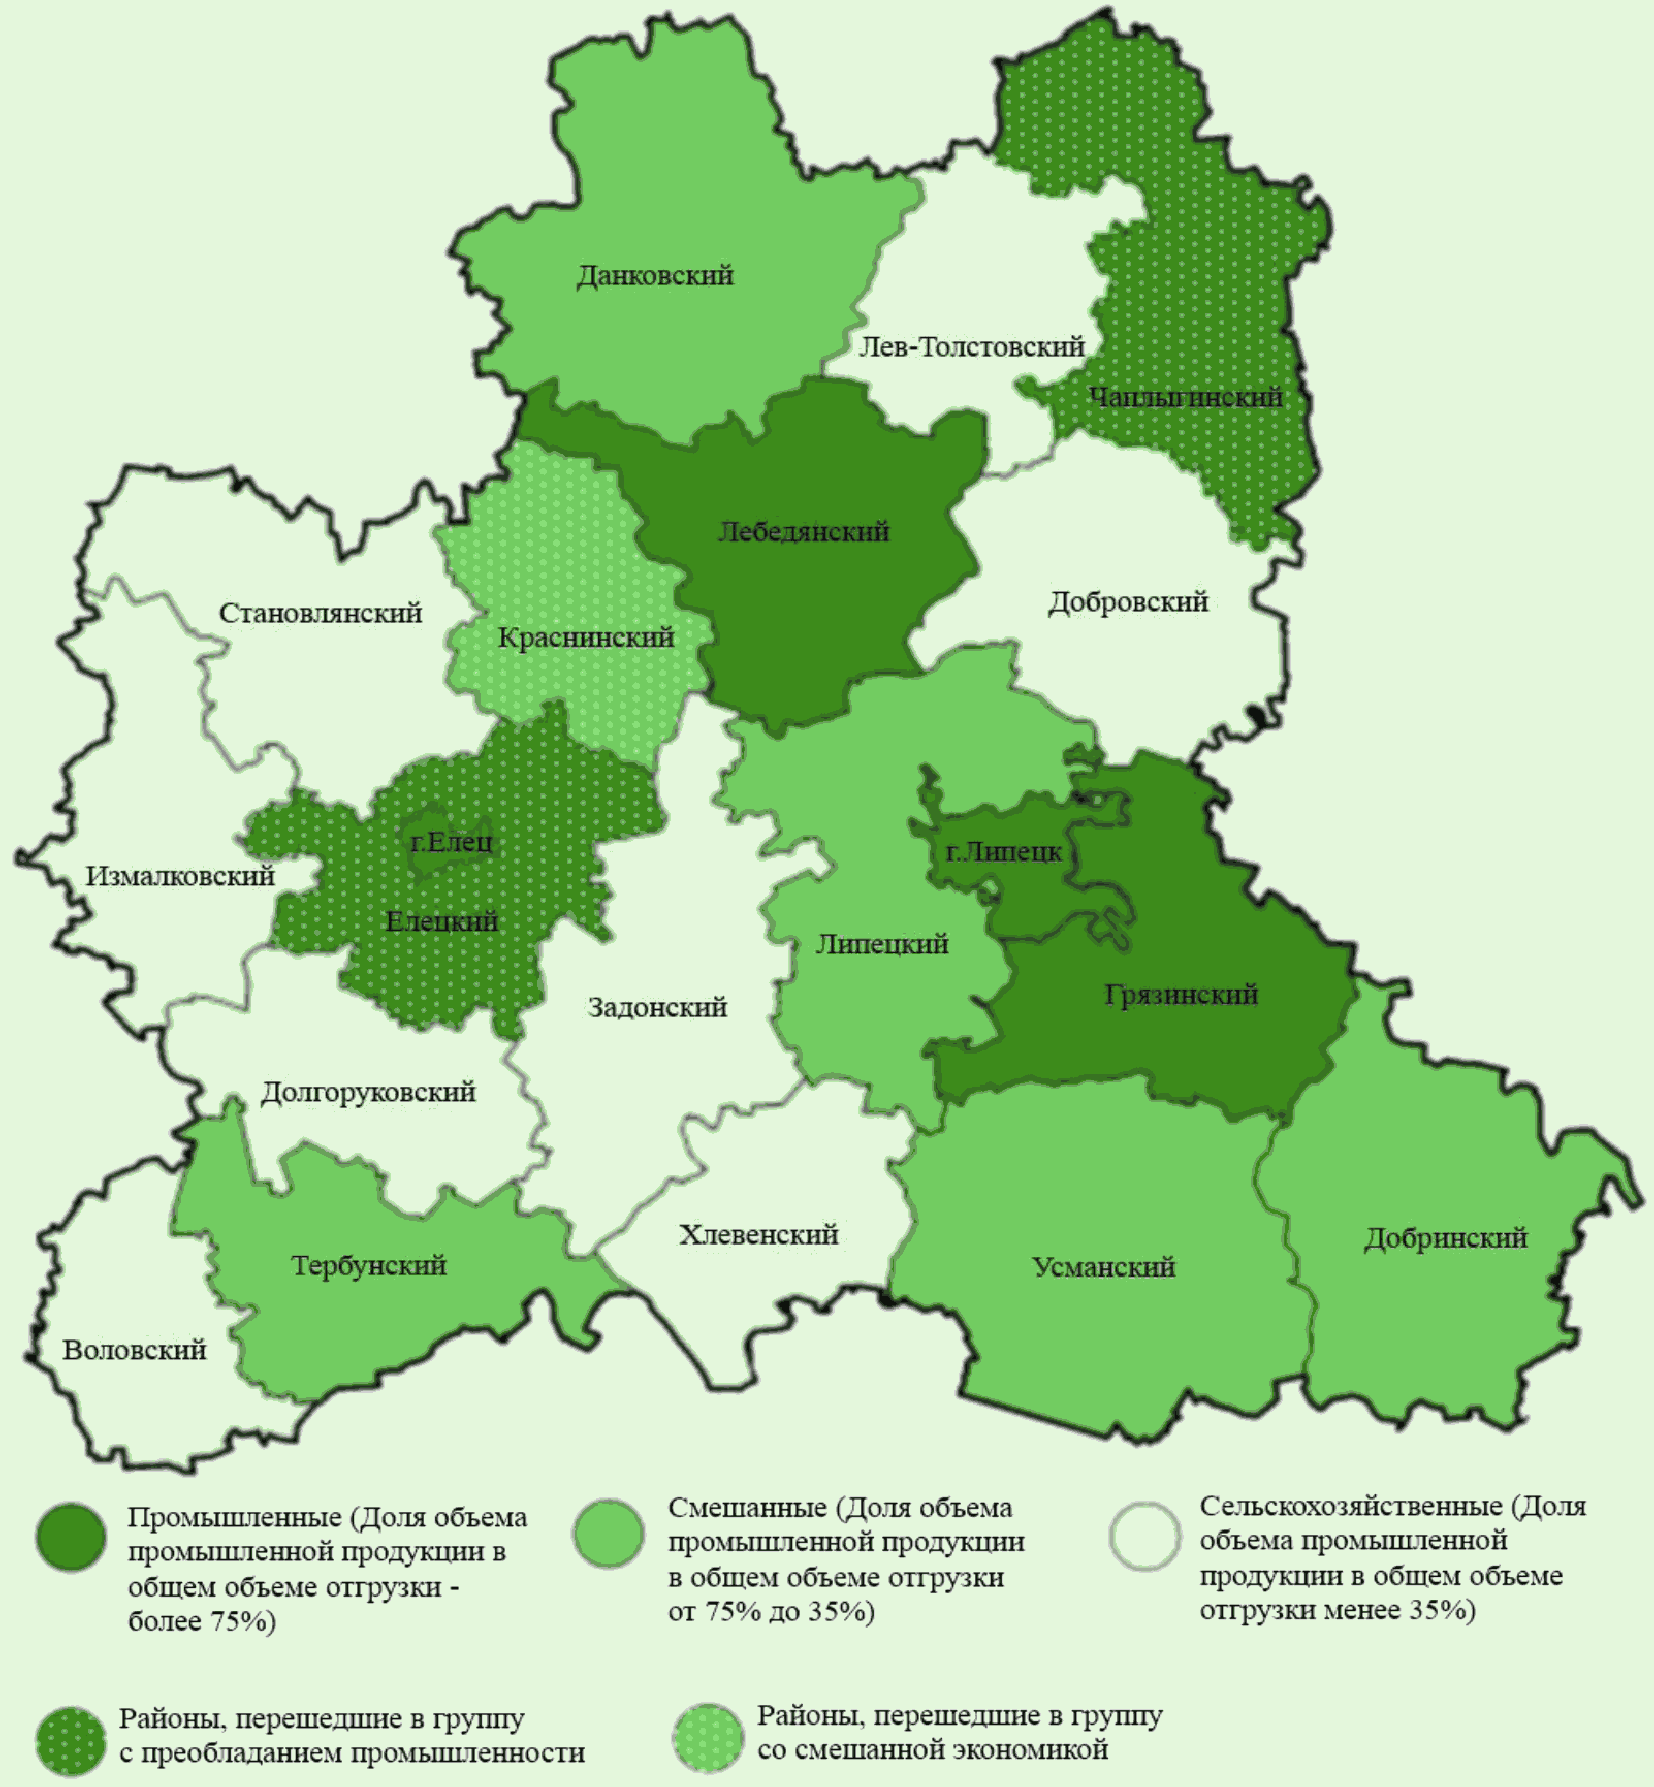 Данковский
Лев-Толстовский
Чаплыгинский
Лебедянский
Становлянский
Краснинский
Добровский
г.Елец
г.Липецк
Измалковский
Елецкий
Липецкий
Задонский
Грязинский
Долгоруковский
Хлевенский
Тербунский
Усманский
Добринский
Воловский
Промышленные (Доля объема
промышленной продукции в
общем объеме отгрузки -
более 75%)
Смешанные (Доля объема
промышленной продукции
в общем объеме отгрузки
от 75% до 35%)
Сельскохозяйственные (Доля
объема промышленной
продукции в общем объеме
отгрузки менее 35%)
Районы, перешедшие в группу
с преобладанием промышленности
Районы, перешедшие в группу
со смешанной экономикой